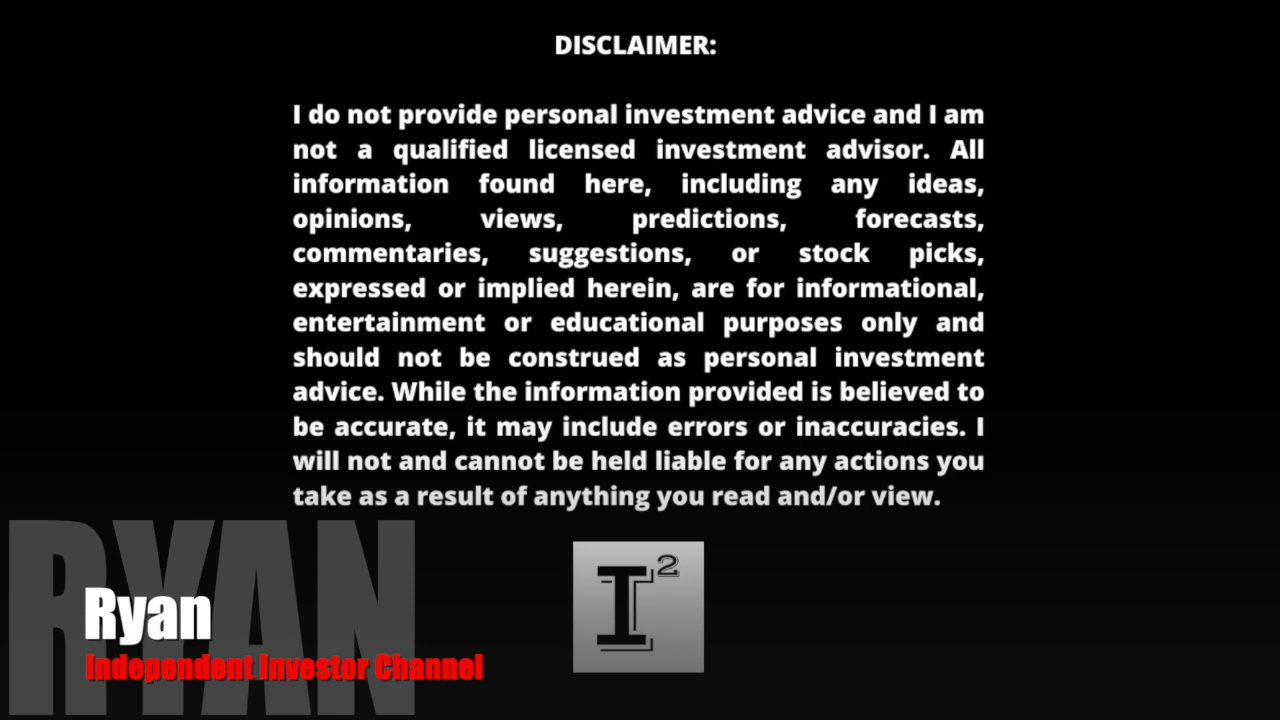 DISCLAIMER:
I do not provide personal investment advice and I am
not a qualified licensed investment advisor. All
information found here, including any ideas,
opinions, views, predictions, forecasts,
commentaries, suggestions, or stock picks,
expressed or implied herein, are for informational,
entertainment or educational purposes only and
should not be construed as personal investment
advice. While the information provided is believed to
be accurate, it may include errors or inaccuracies. I
will not and cannot be held liable for any actions you
take as a result of anything you read and/or view.
RYAN
Ryan
Independent Investor Channel
I²